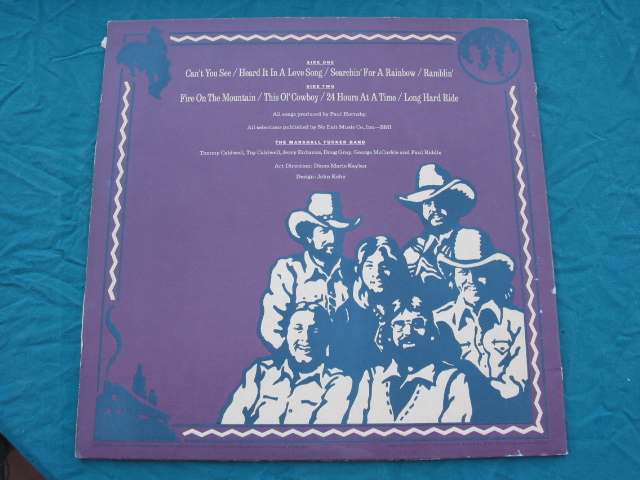 SIDE ONE
Can't You See / Heard It In A Love Song / Searchin' For A Rainbow / Ramblin'
SIDE TWO
Fire On The Mountain / This Ol' Cowboy / 24 Hours At A Time / Long Hard Ride
All songs produced by Paul Hornsby.
All selections published by No Exit Music Co., Inc.—BMI
THE MARSHALL TUCKER BAND
Tommy Caldwell, Toy Caldwell, Jerry Eubanks, Doug Gray, George McCorkle and Paul Riddle
Art Direction: Diana Marie Kaylan
Design: John Kehe